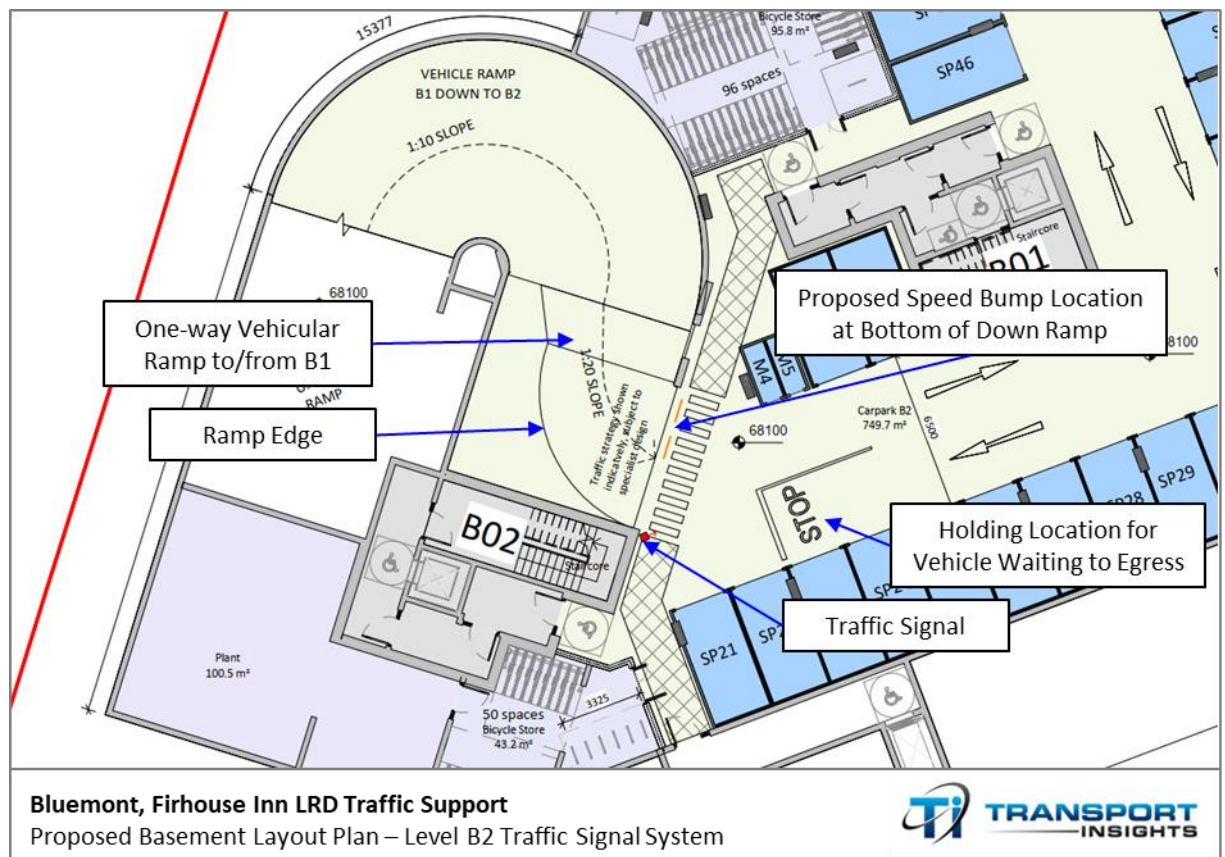 15377
VEHICLE RAMP
B1 DOWN TO B2
1:10 SLOPE
Bicycle Store
95.8 m²
96 spaces
SP46
Staircore
B01
68100
One-way Vehicular
Ramp to/from B1
Proposed Speed Bump Location
at Bottom of Down Ramp
RAMP
1:20 SLOPE
M4
M5
8100
Ramp Edge
Traffic strategy shown
indicatively, subject to
specialist design
68100
Carpark B2
749.7 m²
6500
STOP
SP28
SP29
B02
Staircore
Holding Location for
Vehicle Waiting to Egress
Traffic Signal
SP21
Plant
100.5 m²
50 spaces
Bicycle Store
43.2 m²
3325
Bluemont, Firhouse Inn LRD Traffic Support
Proposed Basement Layout Plan – Level B2 Traffic Signal System
Ti TRANSPORT
INSIGHTS